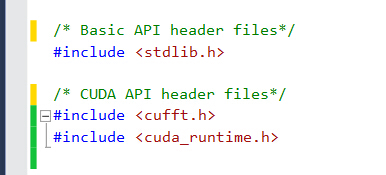 /* Basic API header files*/
#include <stdlib.h>
/* CUDA API header files*/
#include <cufft.h>
#include <cuda_runtime.h>